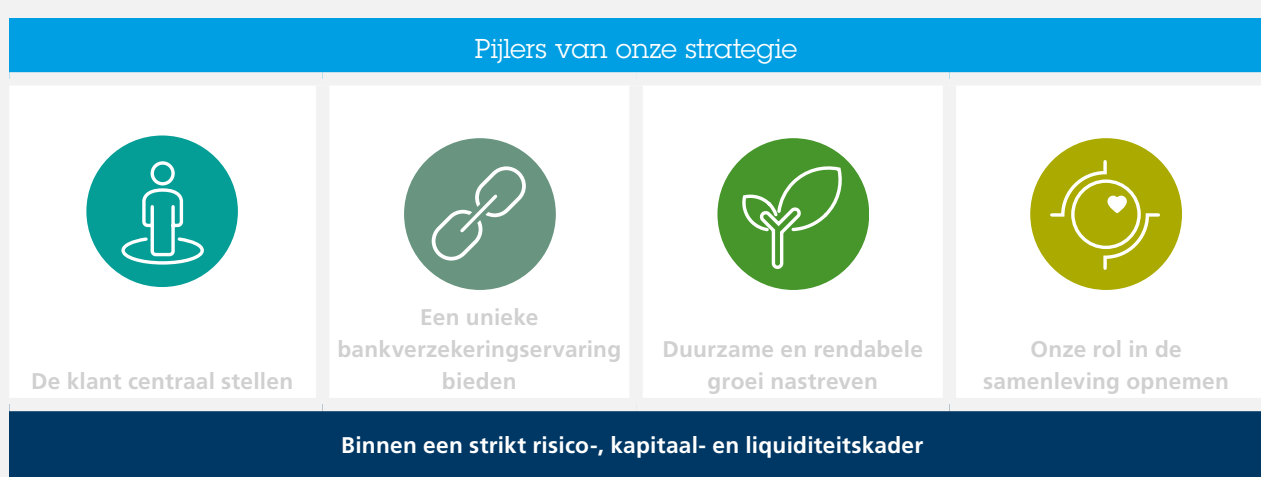 Pijlers van onze strategie
De klant centraal stellen
Een unieke
bankverzekeringservaring
bieden
Duurzame en rendabele
groei nastreven
Onze rol in de
samenleving opnemen
Binnen een strikt risico-, kapitaal- en liquiditeitskader